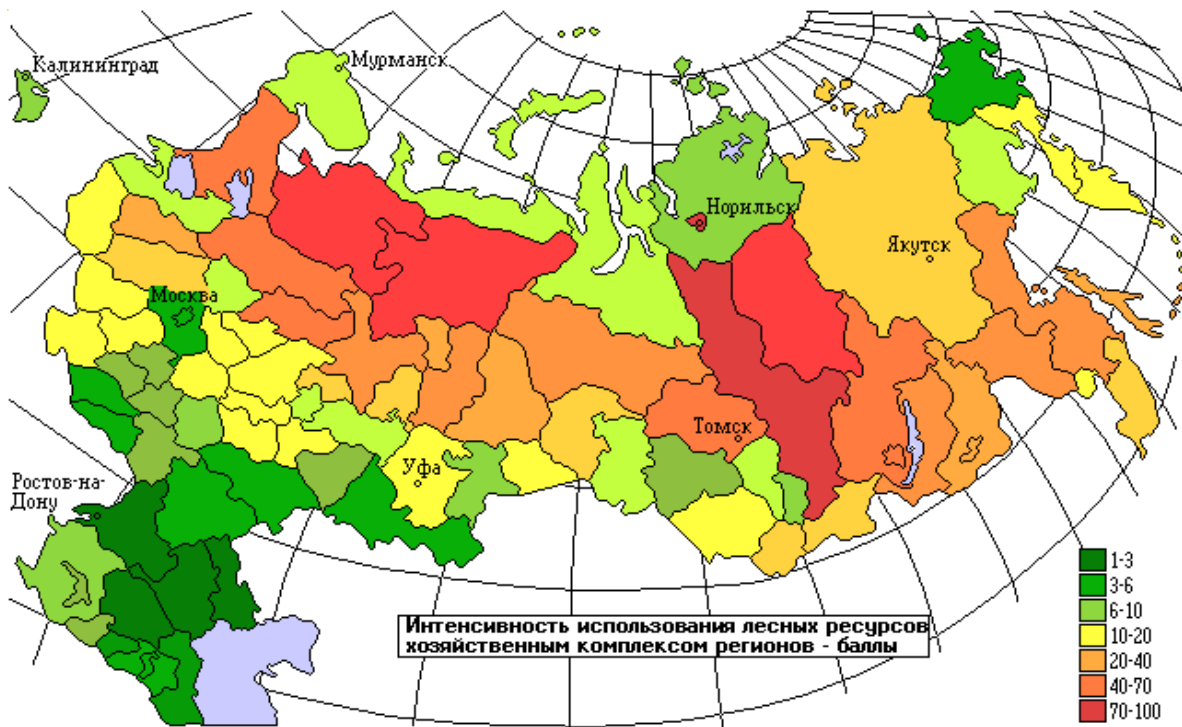 Калининград
Мурманск
Норильск
Якутск
Москва
Томск
Уфа
Ростов-на-
Дону
Интенсивность использования лесных ресурсов
хозяйственным комплексом регионов - баллы
1-3
3-6
6-10
10-20
20-40
40-70
70-100